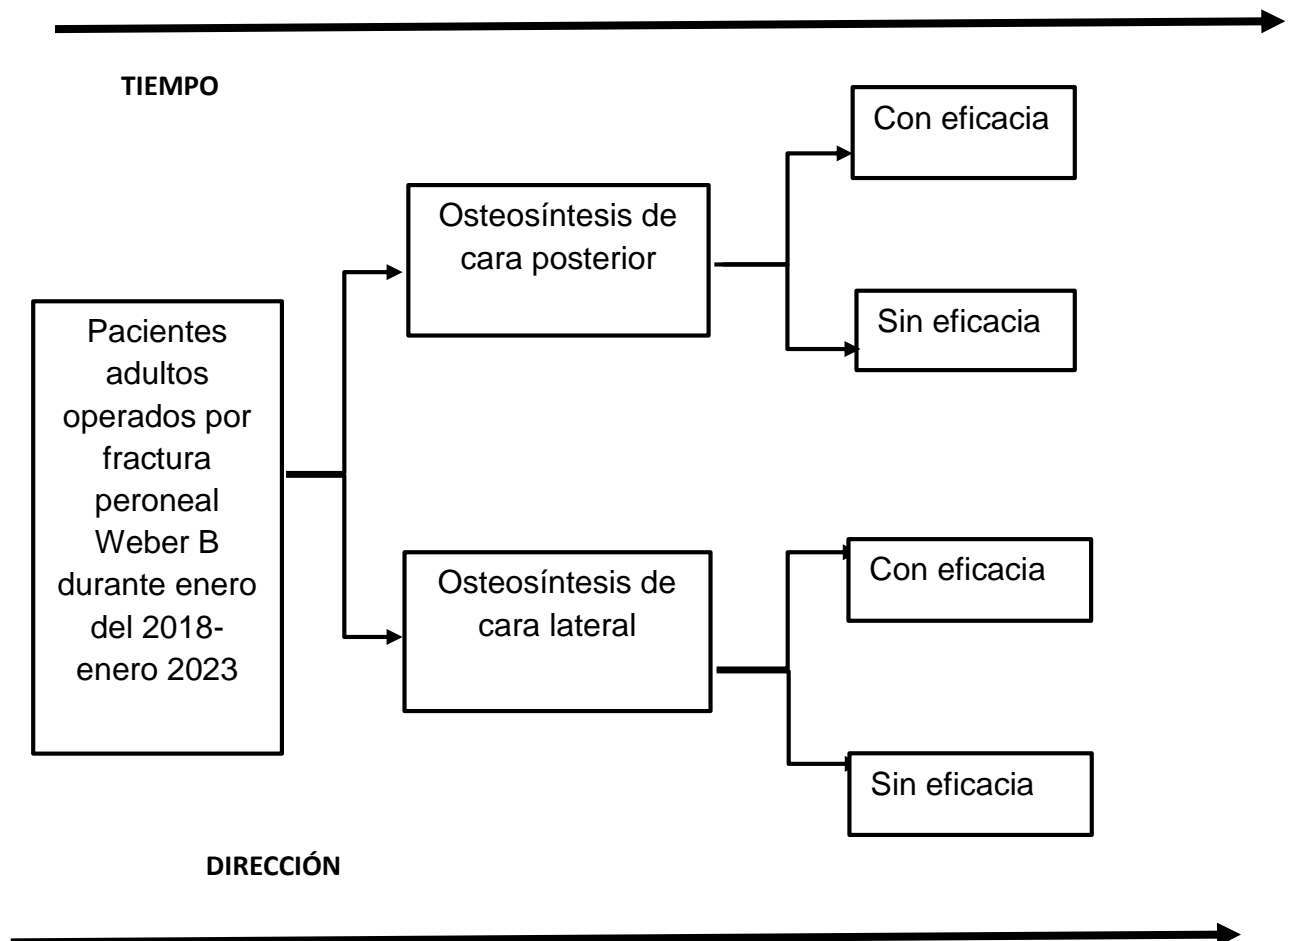 TIEMPO
Con eficacia
Osteosíntesis de
cara posterior
Sin eficacia
Pacientes
adultos
operados por
fractura
peroneal
Weber B
durante enero
del 2018-
enero 2023
Osteosíntesis de
cara lateral
Con eficacia
Sin eficacia
DIRECCIÓN